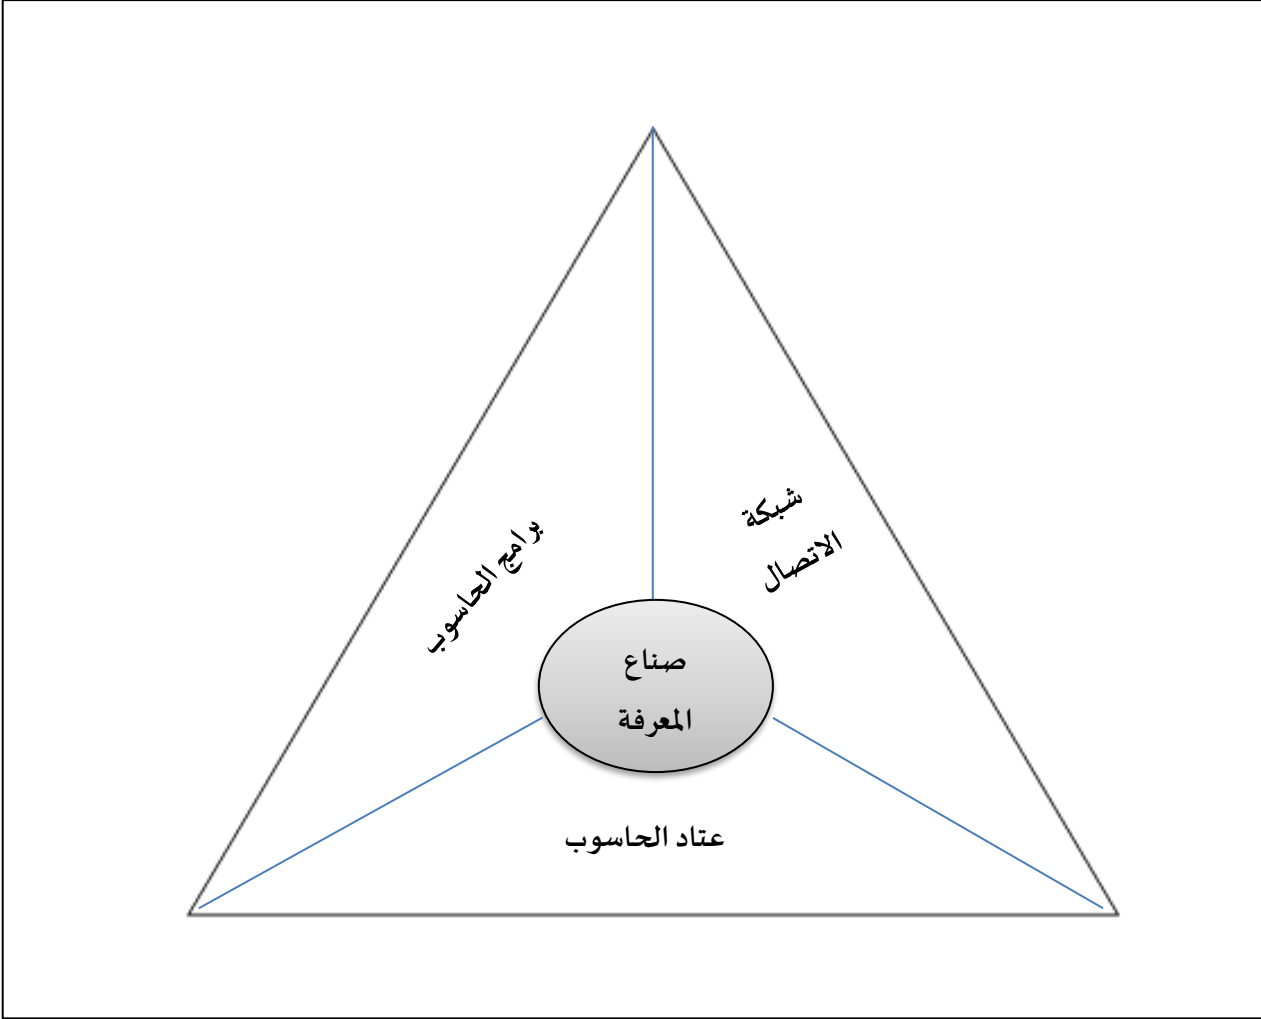 شبكة
الاتصال
برامج الحاسوب
صناع
المعرفة
عتاد الحاسوب